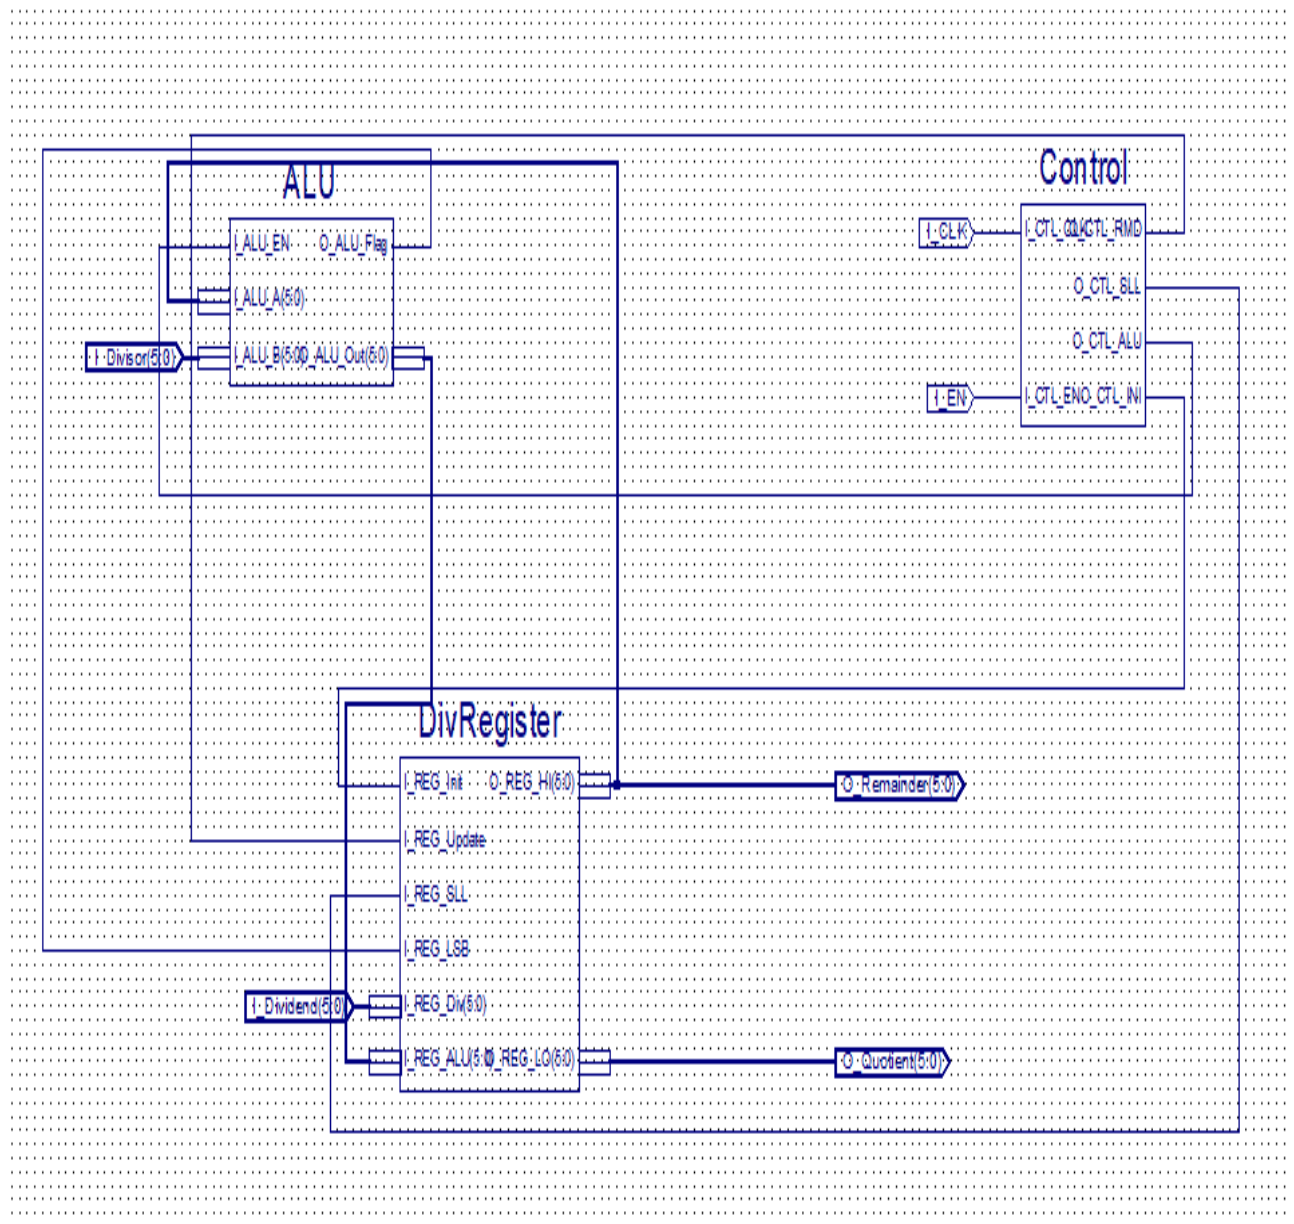 ALU
Control
I_ALU_EN
O_ALU_Flag
I_ALU_A(5:0)
I_Divisor(5:0)
I_ALU_B(5:0)
O_ALU_Out(5:0)
I_CLK
I_CTL_CLK
O_CTL_RMD
O_CTL_SLL
O_CTL_ALU
I_EN
I_CTL_EN
O_CTL_INI
DivRegister
I_REG_Init
O_REG_HI(5:0)
O_Remainder(5:0)
I_REG_Update
I_REG_SLL
I_REG_LSB
I_Dividend(5:0)
I_REG_Div(5:0)
I_REG_ALU(5:0)
O_REG_LO(5:0)
O_Quotient(5:0)